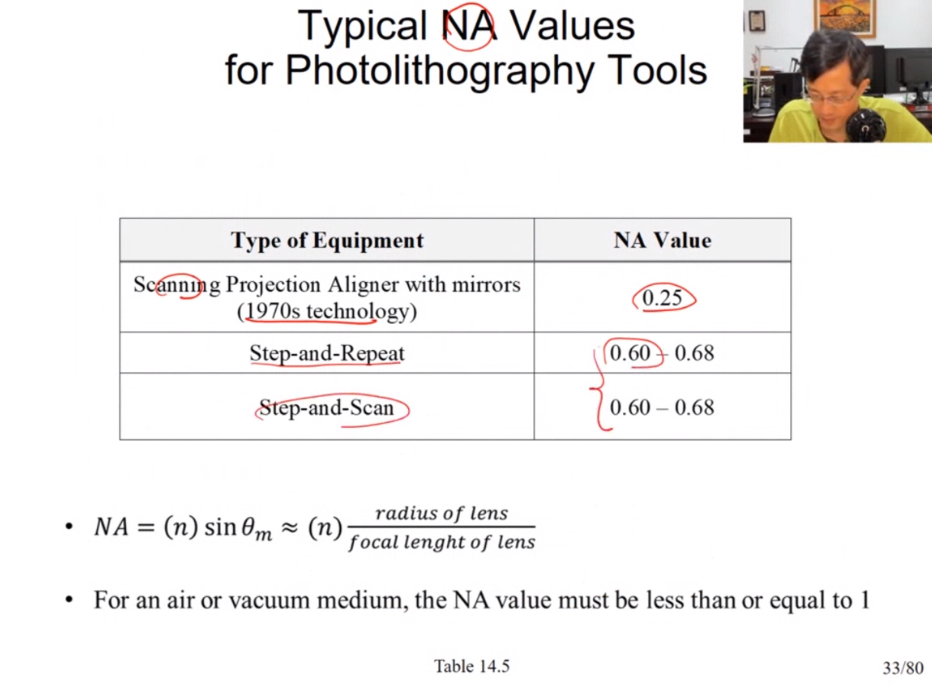 Typical NA Values
for Photolithography Tools
Type of Equipment NA Value
Scanning Projection Aligner with mirrors
(1970s technology) 0.25
Step-and-Repeat 0.60 – 0.68
Step-and-Scan 0.60 – 0.68
• NA = (n) sin θₘ ≈ (n) radius of lens / focal lenght of lens
• For an air or vacuum medium, the NA value must be less than or equal to 1
Table 14.5
33/80